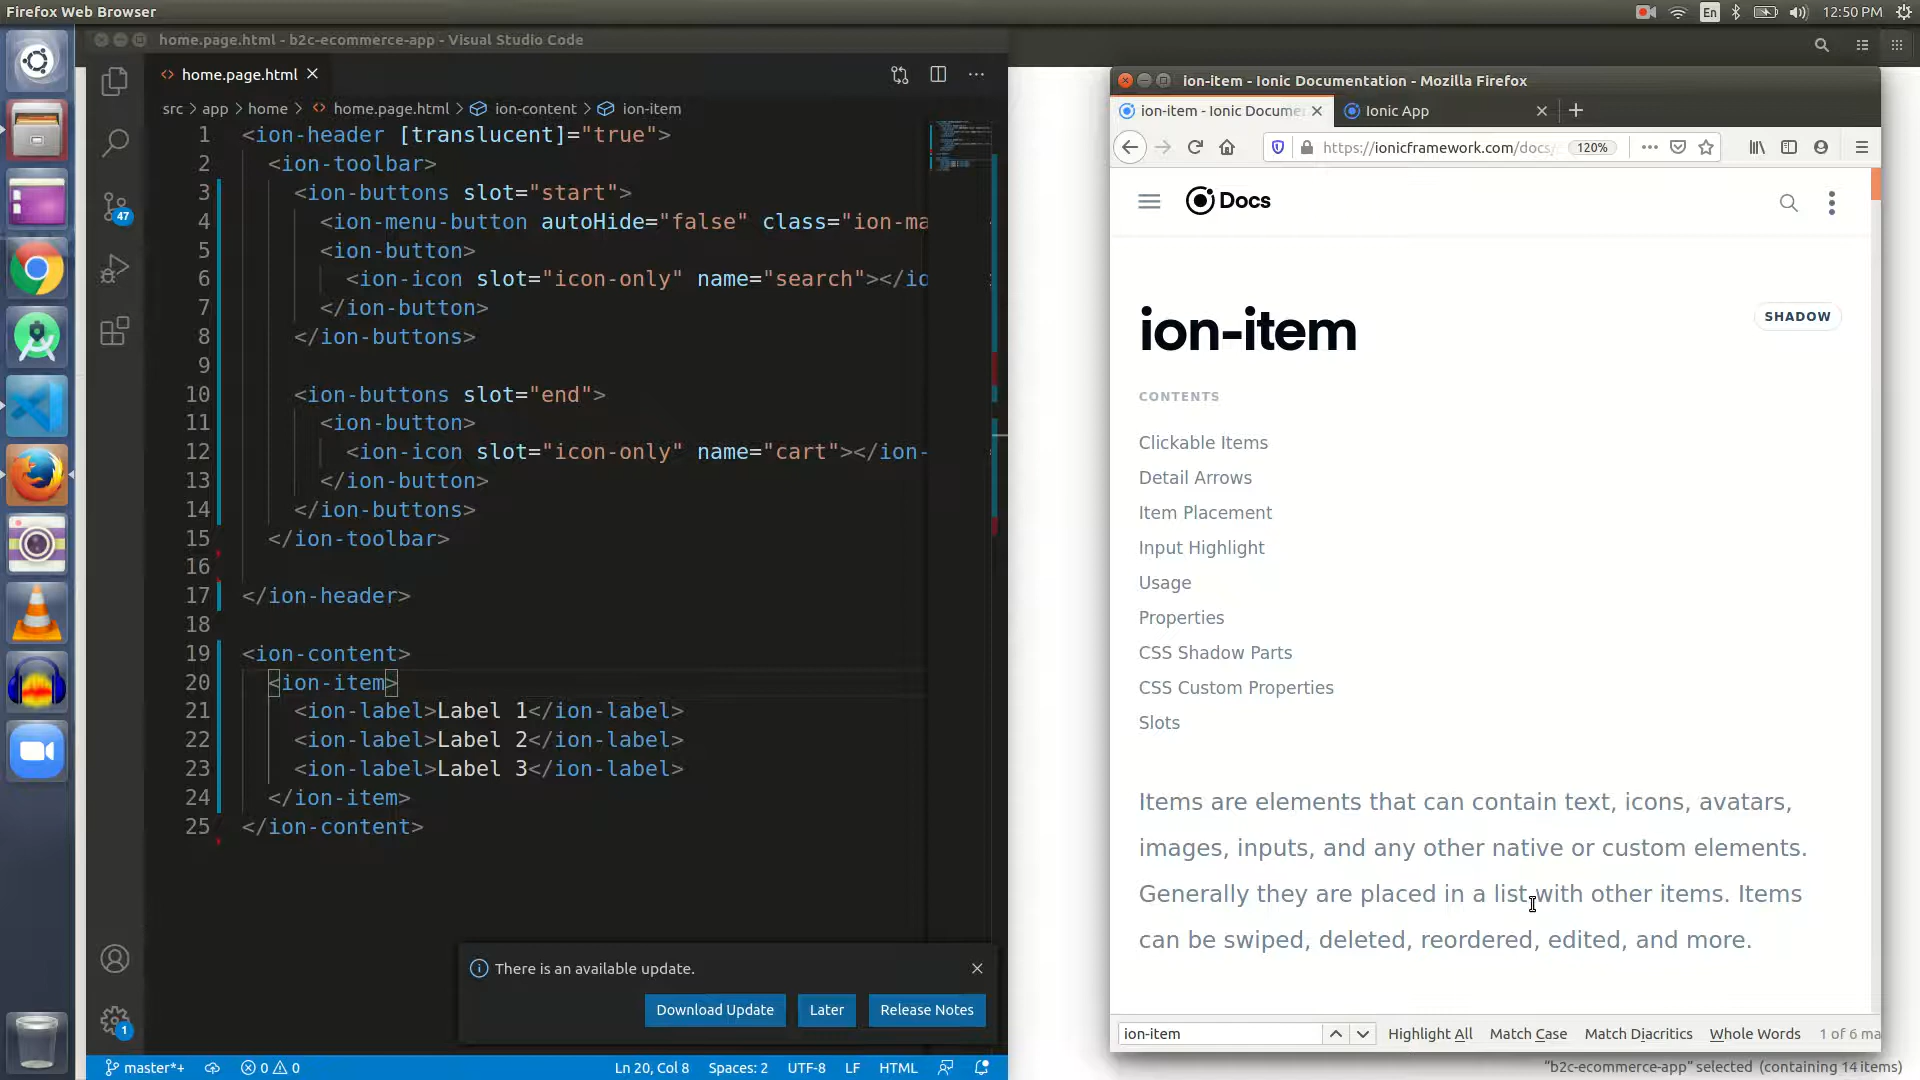 Firefox Web Browser
En
12:50 PM
home.page.html - b2c-ecommerce-app - Visual Studio Code
home.page.html
src > app > home > home.page.html > ion-content > ion-item
1 <ion-header [translucent]="true">
2 <ion-toolbar>
3 <ion-buttons slot="start">
4 <ion-menu-button autoHide="false" class="ion-ma
5 <ion-button>
6 <ion-icon slot="icon-only" name="search"></io
7 </ion-button>
8 </ion-buttons>
9
10 <ion-buttons slot="end">
11 <ion-button>
12 <ion-icon slot="icon-only" name="cart"></ion-
13 </ion-button>
14 </ion-buttons>
15 </ion-toolbar>
16
17 </ion-header>
18
19 <ion-content>
20 <ion-item>
21 <ion-label>Label 1</ion-label>
22 <ion-label>Label 2</ion-label>
23 <ion-label>Label 3</ion-label>
24 </ion-item>
25 </ion-content>
47
1
There is an available update.
Download Update
Later
Release Notes
master*+
0
0
Ln 20, Col 8
Spaces: 2
UTF-8
LF
HTML
ion-item - Ionic Documentation - Mozilla Firefox
ion-item - Ionic Docume
Ionic App
https://ionicframework.com/docs/
120%
Docs
ion-item
SHADOW
CONTENTS
Clickable Items
Detail Arrows
Item Placement
Input Highlight
Usage
Properties
CSS Shadow Parts
CSS Custom Properties
Slots
Items are elements that can contain text, icons, avatars,
images, inputs, and any other native or custom elements.
Generally they are placed in a list with other items. Items
can be swiped, deleted, reordered, edited, and more.
ion-item
Highlight All
Match Case
Match Diacritics
Whole Words
1 of 6 ma
"b2c-ecommerce-app" selected (containing 14 items)